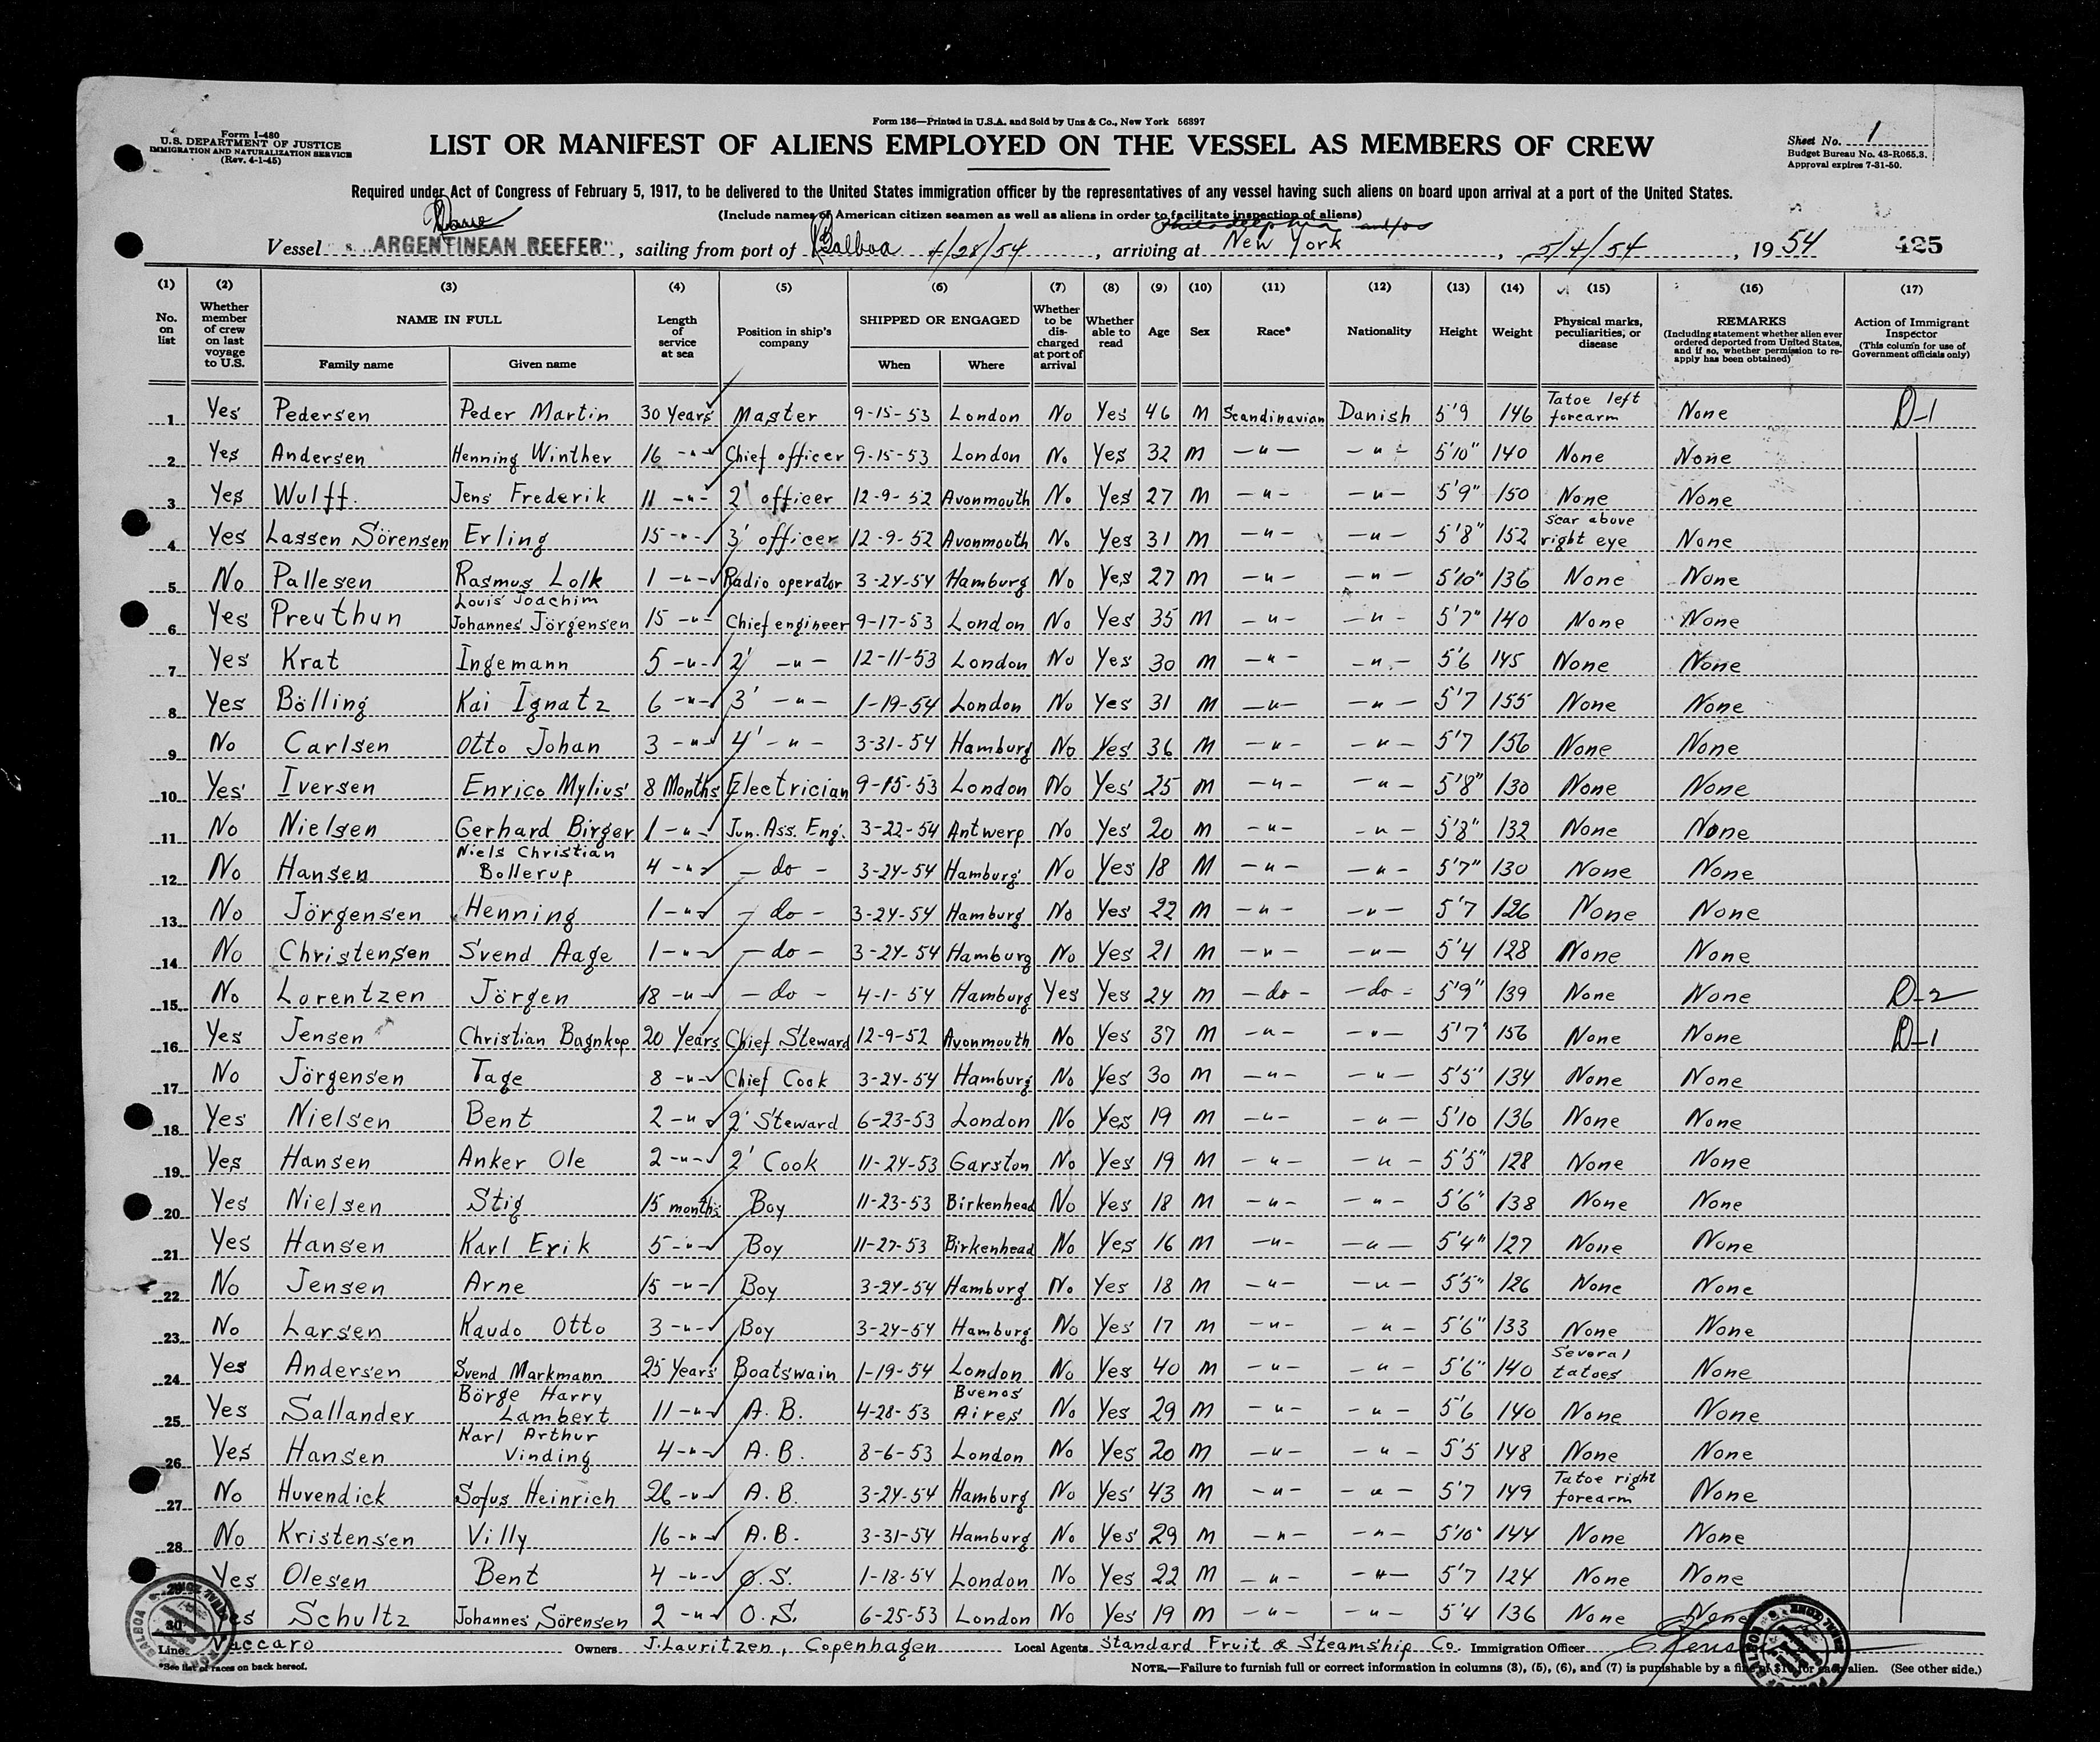 Form I-480
U.S. DEPARTMENT OF JUSTICE
IMMIGRATION AND NATURALIZATION SERVICE
(Rev. 4-1-45)
Form 136—Printed in U.S.A. and Sold by Unz & Co., New York 56397
LIST OR MANIFEST OF ALIENS EMPLOYED ON THE VESSEL AS MEMBERS OF CREW
Sheet No. 1
Budget Bureau No. 43-R065.3.
Approval expires 7-31-50.
Required under Act of Congress of February 5, 1917, to be delivered to the United States immigration officer by the representatives of any vessel having such aliens on board upon arrival at a port of the United States.
(Include names of American citizen seamen as well as aliens in order to facilitate inspection of aliens)
Philadelphia and/or
Vessel "ARGENTINEAN REEFER", sailing from port of Balboa 4/28/54, arriving at New York, 5/4/54, 1954 425
(1) (2) (3) (4) (5) (6) (7) (8) (9) (10) (11) (12) (13) (14) (15) (16) (17)
No. on list Whether member of crew on last voyage to U.S. NAME IN FULL Length of service at sea Position in ship's company SHIPPED OR ENGAGED Whether to be discharged at port of arrival Whether able to read Age Sex Race* Nationality Height Weight Physical marks, peculiarities, or disease REMARKS (Including statement whether alien ever ordered deported from United States, and if so, whether permission to re-apply has been obtained) Action of Immigrant Inspector (This column for use of Government officials only)
Family name Given name When Where
1 Yes Pedersen Peder Martin 30 Years Master 9-15-53 London No Yes 46 M Scandinavian Danish 5'9 146 Tatoe left forearm None D-1
2 Yes Andersen Henning Winther 16 -"- Chief officer 9-15-53 London No Yes 32 M -"- -"- 5'10" 140 None None
3 Yes Wulff. Jens Frederik 11 -"- 2' officer 12-9-52 Avonmouth No Yes 27 M -"- -"- 5'9" 150 None None
4 Yes Lassen Sörensen Erling 15 -"- 3' officer 12-9-52 Avonmouth No Yes 31 M -"- -"- 5'8" 152 scar above right eye None
5 No Pallesen Rasmus Lolk 1 -"- Radio operator 3-24-54 Hamburg No Yes 27 M -"- -"- 5'10" 136 None None
6 Yes Preuthun Louis Joachim Johannes Jörgensen 15 -"- Chief engineer 9-17-53 London No Yes 35 M -"- -"- 5'7" 140 None None
7 Yes Krat Ingemann 5 -"- 2' -"- 12-11-53 London No Yes 30 M -"- -"- 5'6 145 None None
8 Yes Bölling Kai Ignatz 6 -"- 3' -"- 1-19-54 London No Yes 31 M -"- -"- 5'7 155 None None
9 No Carlsen Otto Johan 3 -"- 4' -"- 3-31-54 Hamburg No Yes 36 M -"- -"- 5'7 156 None None
10 Yes Iversen Enrico Mylius 8 Months Electrician 9-15-53 London No Yes 25 M -"- -"- 5'8" 130 None None
11 No Nielsen Gerhard Birger 1 -"- Jun. Ass. Eng. 3-22-54 Antwerp No Yes 20 M -"- -"- 5'8" 132 None None
12 No Hansen Niels Christian Bollerup 4 -"- - do - 3-24-54 Hamburg No Yes 18 M -"- -"- 5'7" 130 None None
13 No Jörgensen Henning 1 -"- - do - 3-24-54 Hamburg No Yes 22 M -"- -"- 5'7 126 None None
14 No Christensen Svend Aage 1 -"- - do - 3-24-54 Hamburg No Yes 21 M -"- -"- 5'4 128 None None
15 No Lorentzen Jörgen 18 -"- - do - 4-1-54 Hamburg Yes Yes 24 M - do - - do - 5'9" 139 None None D-2
16 Yes Jensen Christian Bagnkop 20 Years Chief Steward 12-9-52 Avonmouth No Yes 37 M -"- -"- 5'7' 156 None None D-1
17 No Jörgensen Tage 8 -"- Chief Cook 3-24-54 Hamburg No Yes 30 M -"- -"- 5'5' 134 None None
18 Yes Nielsen Bent 2 -"- 2' Steward 6-23-53 London No Yes 19 M -"- -"- 5'10 136 None None
19 Yes Hansen Anker Ole 2 -"- 2' Cook 11-24-53 Garston No Yes 19 M -"- -"- 5'5" 128 None None
20 Yes Nielsen Stig 15 months Boy 11-23-53 Birkenhead No Yes 18 M -"- -"- 5'6" 138 None None
21 Yes Hansen Karl Erik 5 -"- Boy 11-27-53 Birkenhead No Yes 16 M -"- -"- 5'4" 127 None None
22 No Jensen Arne 15 -"- Boy 3-24-54 Hamburg No Yes 18 M -"- -"- 5'5" 126 None None
23 No Larsen Kaudo Otto 3 -"- Boy 3-24-54 Hamburg No Yes 17 M -"- -"- 5'6" 133 None None
24 Yes Andersen Svend Markmann 25 Years Boatswain 1-19-54 London No Yes 40 M -"- -"- 5'6" 140 Several tatoes None
25 Yes Sallander Börge Harry Lambert 11 -"- A.B. 4-28-53 Buenos Aires No Yes 29 M -"- -"- 5'6 140 None None
26 Yes Hansen Karl Arthur Vinding 4 -"- A.B. 8-6-53 London No Yes 20 M -"- -"- 5'5 148 None None
27 No Huvendick Sofus Heinrich 26 -"- A.B. 3-24-54 Hamburg No Yes 43 M -"- -"- 5'7 149 Tatoe right forearm None
28 No Kristensen Villy 16 -"- A.B. 3-31-54 Hamburg No Yes 29 M -"- -"- 5'10" 144 None None
29 Yes Olesen Bent 4 -"- O.S. 1-18-54 London No Yes 22 M -"- -"- 5'7 124 None None
30 Yes Schultz Johannes Sörensen 2 -"- O.S. 6-25-53 London No Yes 19 M -"- -"- 5'4 136 None None
Line Vaccaro Owners J. Lauritzen, Copenhagen Local Agents Standard Fruit & Steamship Co. Immigration Officer
*See list of races on back hereof.
NOTE.—Failure to furnish full or correct information in columns (3), (5), (6), and (7) is punishable by a fine of $10 for each alien. (See other side.)